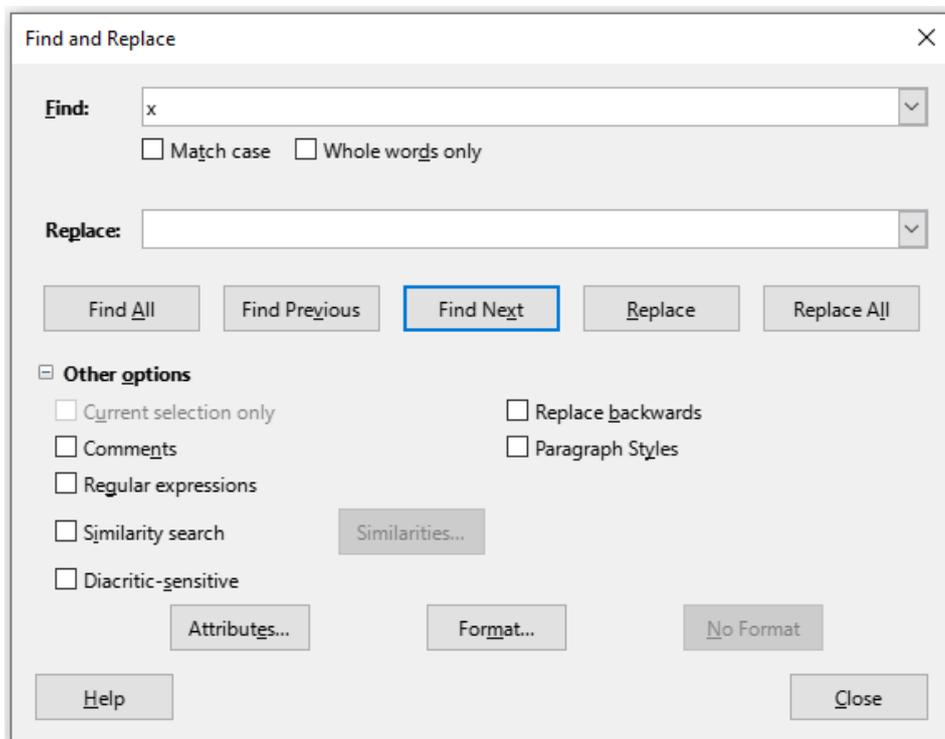 Find and Replace
Find:
x
Match case
Whole words only
Replace:
Find All
Find Previous
Find Next
Replace
Replace All
Other options
Current selection only
Replace backwards
Comments
Paragraph Styles
Regular expressions
Similarity search
Similarities...
Diacritic-sensitive
Attributes...
Format...
No Format
Help
Close